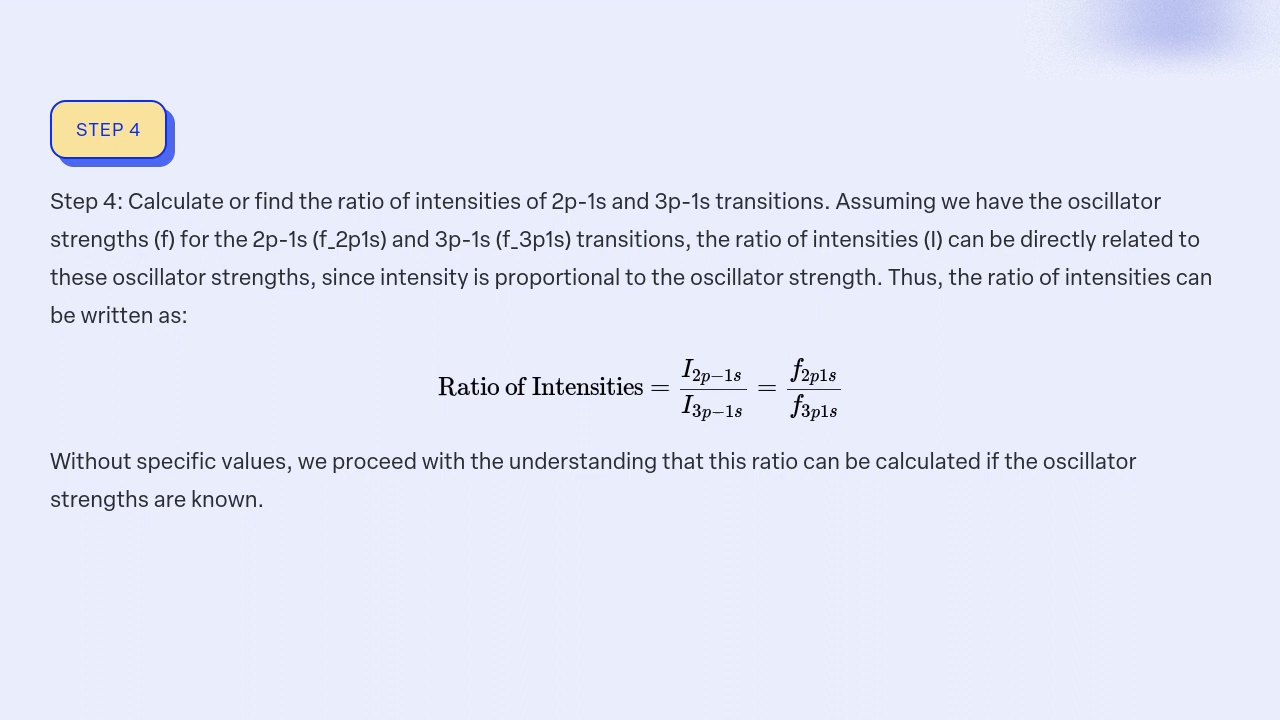 STEP 4
Step 4: Calculate or find the ratio of intensities of 2p-1s and 3p-1s transitions. Assuming we have the oscillator
strengths (f) for the 2p-1s (f_2p1s) and 3p-1s (f_3p1s) transitions, the ratio of intensities (I) can be directly related to
these oscillator strengths, since intensity is proportional to the oscillator strength. Thus, the ratio of intensities can
be written as:
Ratio of Intensities = \frac{I_{2p-1s}}{I_{3p-1s}} = \frac{f_{2p1s}}{f_{3p1s}}
Without specific values, we proceed with the understanding that this ratio can be calculated if the oscillator
strengths are known.